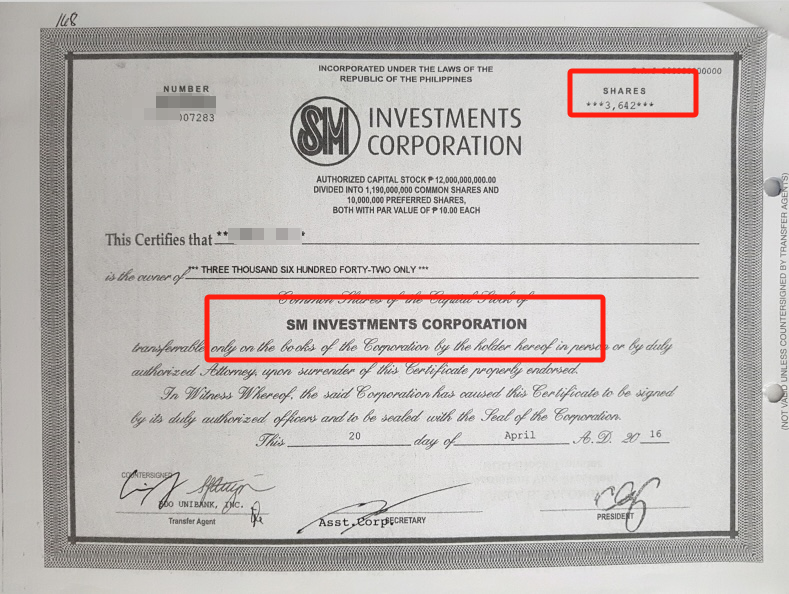 148
INCORPORATED UNDER THE LAWS OF THE
REPUBLIC OF THE PHILIPPINES
NUMBER
007283
SHARES
***3,642***
SM INVESTMENTS
CORPORATION
AUTHORIZED CAPITAL STOCK ₱ 12,000,000,000.00
DIVIDED INTO 1,190,000,000 COMMON SHARES AND
10,000,000 PREFERRED SHARES,
BOTH WITH PAR VALUE OF ₱ 10.00 EACH
This Certifies that **
is the owner of *** THREE THOUSAND SIX HUNDRED FORTY-TWO ONLY ***
Common Shares of the Capital Stock of
SM INVESTMENTS CORPORATION
transferrable only on the books of the Corporation by the holder hereof in person or by duly
authorized Attorney, upon surrender of this Certificate properly endorsed.
In Witness Whereof, the said Corporation has caused this Certificate to be signed
by its duly authorized officers and to be sealed with the Seal of the Corporation.
This 20 day of April A.D. 20 16
COUNTERSIGNED
BDO UNIBANK, INC.
Transfer Agent
Asst. Corp. SECRETARY
PRESIDENT
(NOT VALID UNLESS COUNTERSIGNED BY TRANSFER AGENTS)